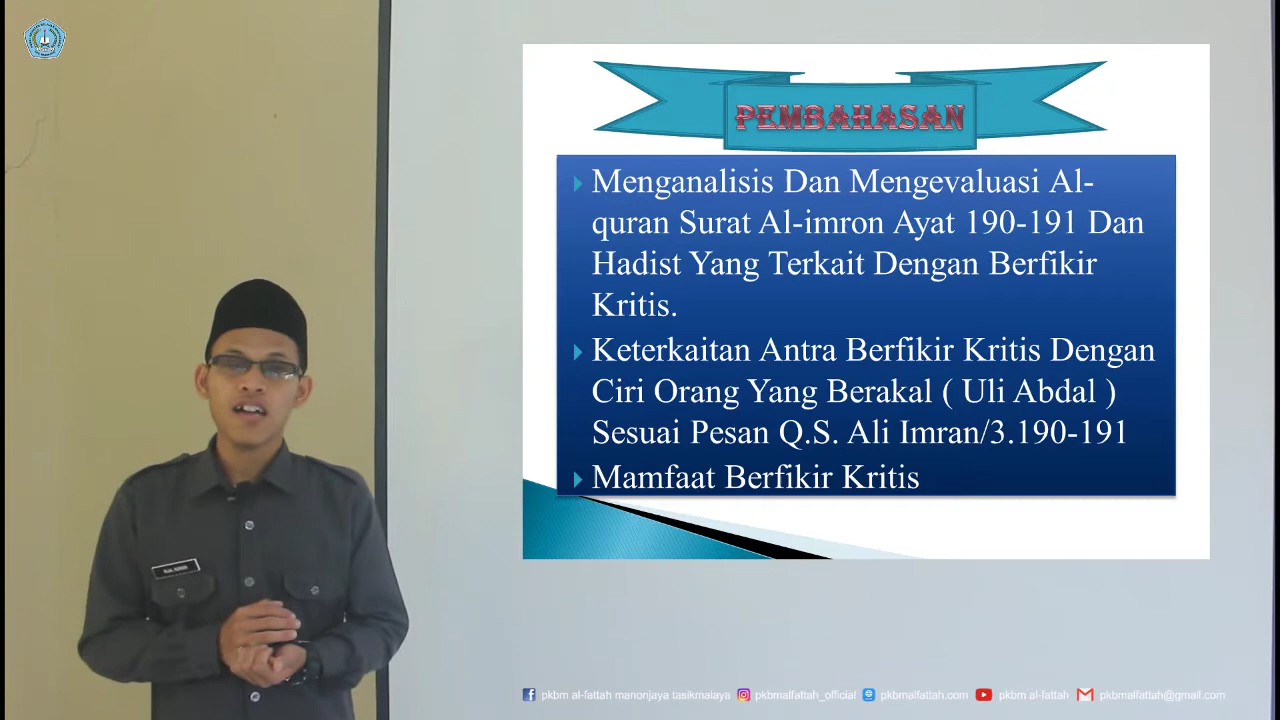 PEMBAHASAN
Menganalisis Dan Mengevaluasi Al-
quran Surat Al-imron Ayat 190-191 Dan
Hadist Yang Terkait Dengan Berfikir
Kritis.
Keterkaitan Antra Berfikir Kritis Dengan
Ciri Orang Yang Berakal ( Uli Abdal )
Sesuai Pesan Q.S. Ali Imran/3.190-191
Mamfaat Berfikir Kritis
pkbm al-fattah manonjaya tasikmalaya pkbmalfattah_official pkbmalfattah.com pkbm al-fattah pkbmalfattah@gmail.com